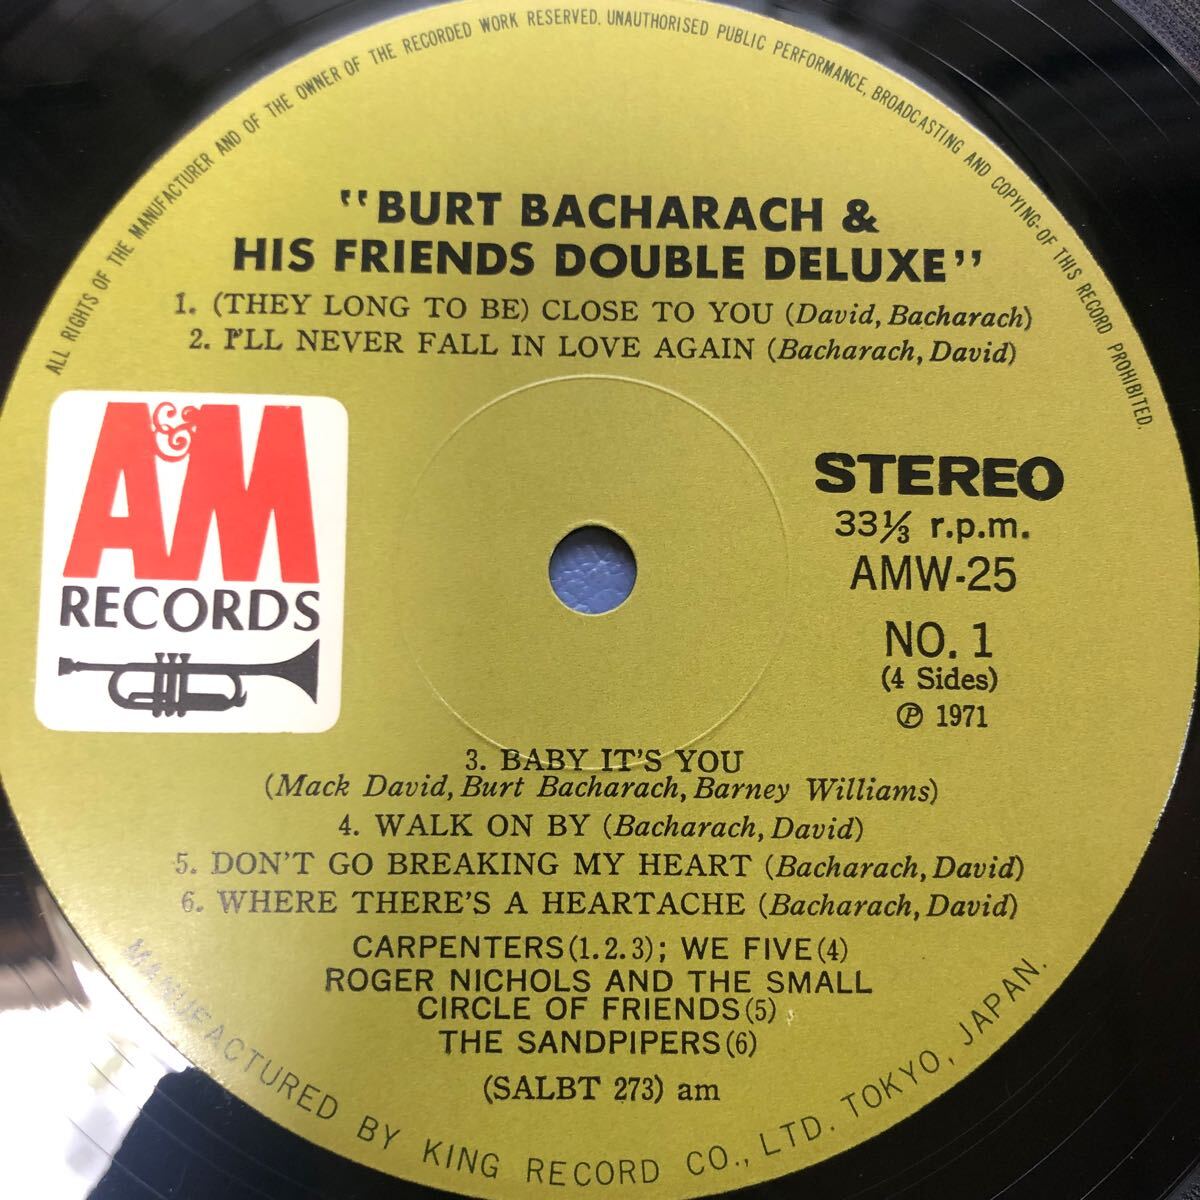 ALL RIGHTS OF THE MANUFACTURER AND OF THE OWNER OF THE RECORDED WORK RESERVED. UNAUTHORISED PUBLIC PERFORMANCE, BROADCASTING AND COPYING-OF THIS RECORD PROHIBITED.
"BURT BACHARACH &
HIS FRIENDS DOUBLE DELUXE"
1. (THEY LONG TO BE) CLOSE TO YOU (David, Bacharach)
2. I'LL NEVER FALL IN LOVE AGAIN (Bacharach, David)
A&M
RECORDS
STEREO
33⅓ r.p.m.
AMW-25
NO. 1
(4 Sides)
Ⓟ 1971
3. BABY IT'S YOU
(Mack David, Burt Bacharach, Barney Williams)
4. WALK ON BY (Bacharach, David)
5. DON'T GO BREAKING MY HEART (Bacharach, David)
6. WHERE THERE'S A HEARTACHE (Bacharach, David)
CARPENTERS(1.2.3); WE FIVE(4)
ROGER NICHOLS AND THE SMALL
CIRCLE OF FRIENDS(5)
THE SANDPIPERS(6)
(SALBT 273) am
MANUFACTURED BY KING RECORD CO., LTD. TOKYO, JAPAN.